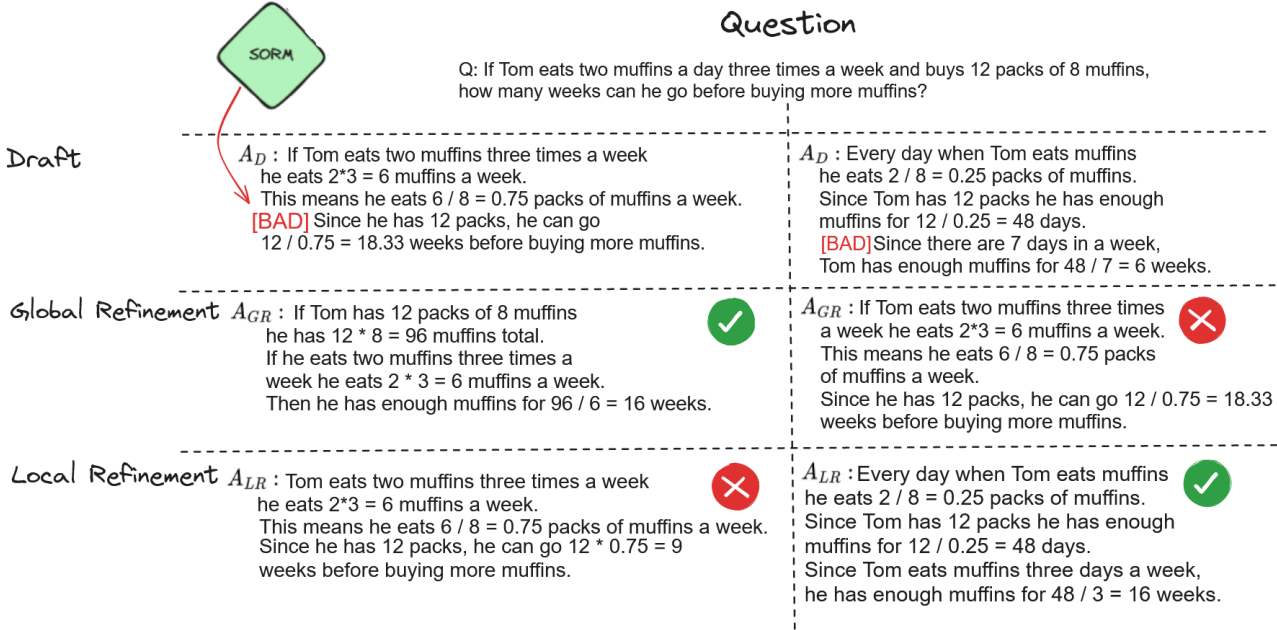 SORM
Question
Q: If Tom eats two muffins a day three times a week and buys 12 packs of 8 muffins,
how many weeks can he go before buying more muffins?
Draft
A_D : If Tom eats two muffins three times a week
he eats 2*3 = 6 muffins a week.
This means he eats 6 / 8 = 0.75 packs of muffins a week.
[BAD] Since he has 12 packs, he can go
12 / 0.75 = 18.33 weeks before buying more muffins.
A_D : Every day when Tom eats muffins
he eats 2 / 8 = 0.25 packs of muffins.
Since Tom has 12 packs he has enough
muffins for 12 / 0.25 = 48 days.
[BAD]Since there are 7 days in a week,
Tom has enough muffins for 48 / 7 = 6 weeks.
Global Refinement
A_GR : If Tom has 12 packs of 8 muffins
he has 12 * 8 = 96 muffins total.
If he eats two muffins three times a
week he eats 2 * 3 = 6 muffins a week.
Then he has enough muffins for 96 / 6 = 16 weeks.
A_GR : If Tom eats two muffins three times
a week he eats 2*3 = 6 muffins a week.
This means he eats 6 / 8 = 0.75 packs
of muffins a week.
Since he has 12 packs, he can go 12 / 0.75 = 18.33
weeks before buying more muffins.
Local Refinement
A_LR : Tom eats two muffins three times a week
he eats 2*3 = 6 muffins a week.
This means he eats 6 / 8 = 0.75 packs of muffins a week.
Since he has 12 packs, he can go 12 * 0.75 = 9
weeks before buying more muffins.
A_LR :Every day when Tom eats muffins
he eats 2 / 8 = 0.25 packs of muffins.
Since Tom has 12 packs he has enough
muffins for 12 / 0.25 = 48 days.
Since Tom eats muffins three days a week,
he has enough muffins for 48 / 3 = 16 weeks.